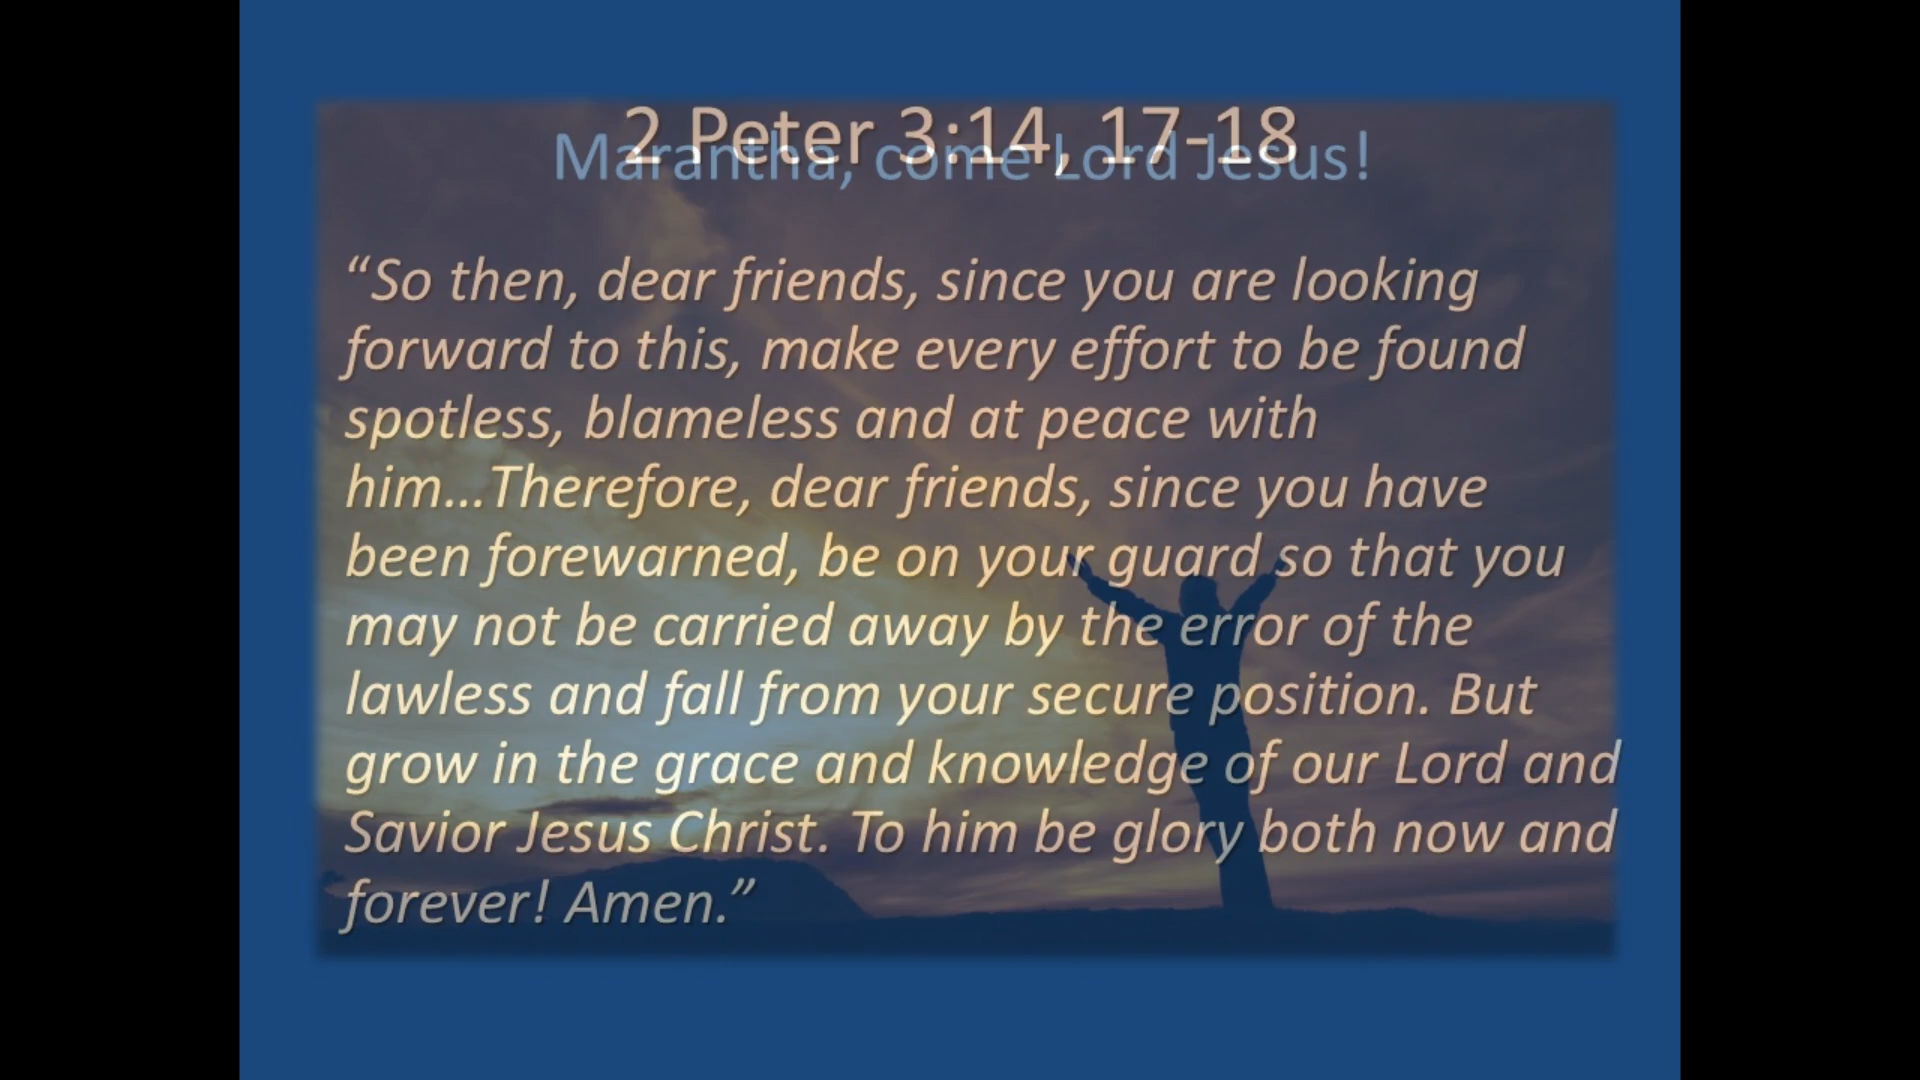 2 Peter 3:14, 17-18
Marantha, come Lord Jesus!
“So then, dear friends, since you are looking
forward to this, make every effort to be found
spotless, blameless and at peace with
him...Therefore, dear friends, since you have
been forewarned, be on your guard so that you
may not be carried away by the error of the
lawless and fall from your secure position. But
grow in the grace and knowledge of our Lord and
Savior Jesus Christ. To him be glory both now and
forever! Amen.”